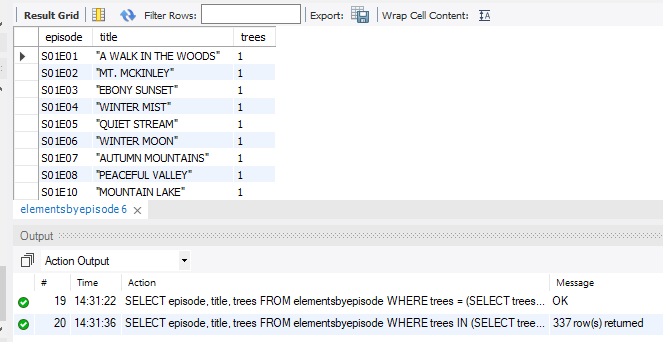 Result Grid Filter Rows: Export: Wrap Cell Content:
episode title trees
S01E01 "A WALK IN THE WOODS" 1
S01E02 "MT. MCKINLEY" 1
S01E03 "EBONY SUNSET" 1
S01E04 "WINTER MIST" 1
S01E05 "QUIET STREAM" 1
S01E06 "WINTER MOON" 1
S01E07 "AUTUMN MOUNTAINS" 1
S01E08 "PEACEFUL VALLEY" 1
S01E10 "MOUNTAIN LAKE" 1
elementsbyepisode 6
Output
Action Output
# Time Action Message
19 14:31:22 SELECT episode, title, trees FROM elementsbyepisode WHERE trees = (SELECT trees... OK
20 14:31:36 SELECT episode, title, trees FROM elementsbyepisode WHERE trees IN (SELECT tree... 337 row(s) returned